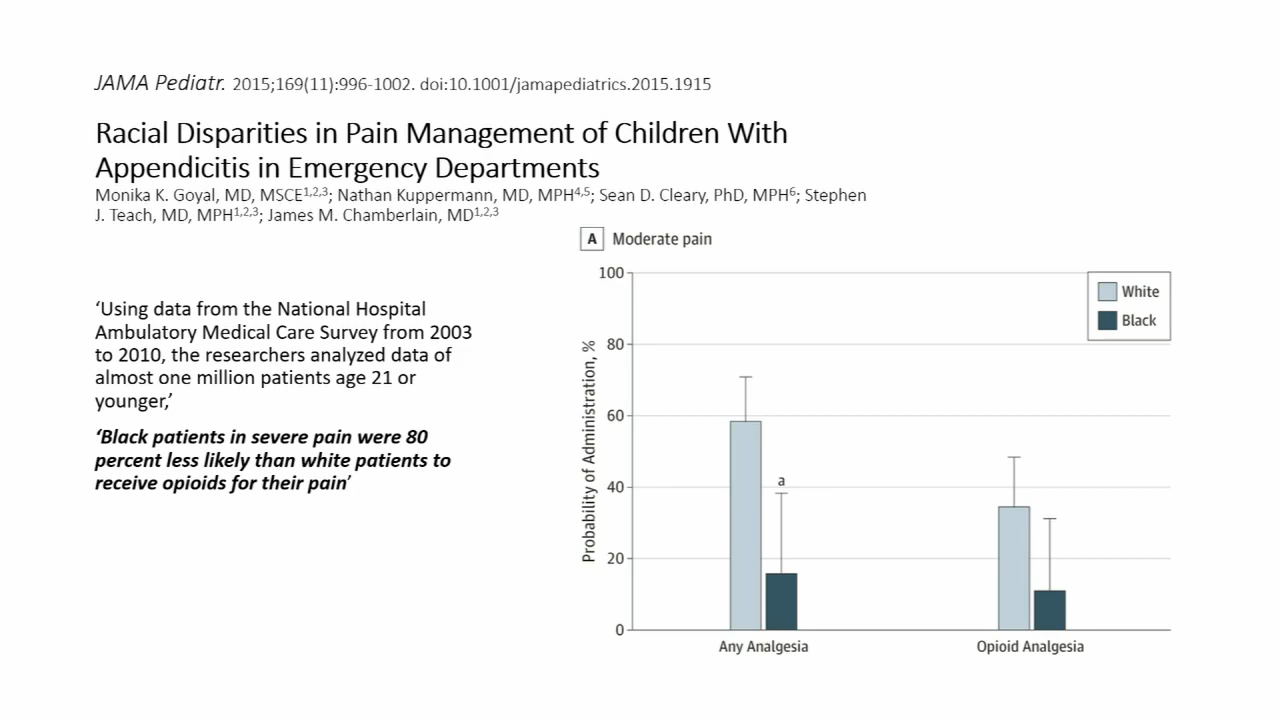 JAMA Pediatr. 2015;169(11):996-1002. doi:10.1001/jamapediatrics.2015.1915
Racial Disparities in Pain Management of Children With
Appendicitis in Emergency Departments
Monika K. Goyal, MD, MSCE1,2,3; Nathan Kuppermann, MD, MPH4,5; Sean D. Cleary, PhD, MPH6; Stephen
J. Teach, MD, MPH1,2,3; James M. Chamberlain, MD1,2,3
‘Using data from the National Hospital
Ambulatory Medical Care Survey from 2003
to 2010, the researchers analyzed data of
almost one million patients age 21 or
younger,’
‘Black patients in severe pain were 80
percent less likely than white patients to
receive opioids for their pain’
A Moderate pain
Probability of Administration, %
100
80
60
40
20
0
White
Black
a
Any Analgesia
Opioid Analgesia